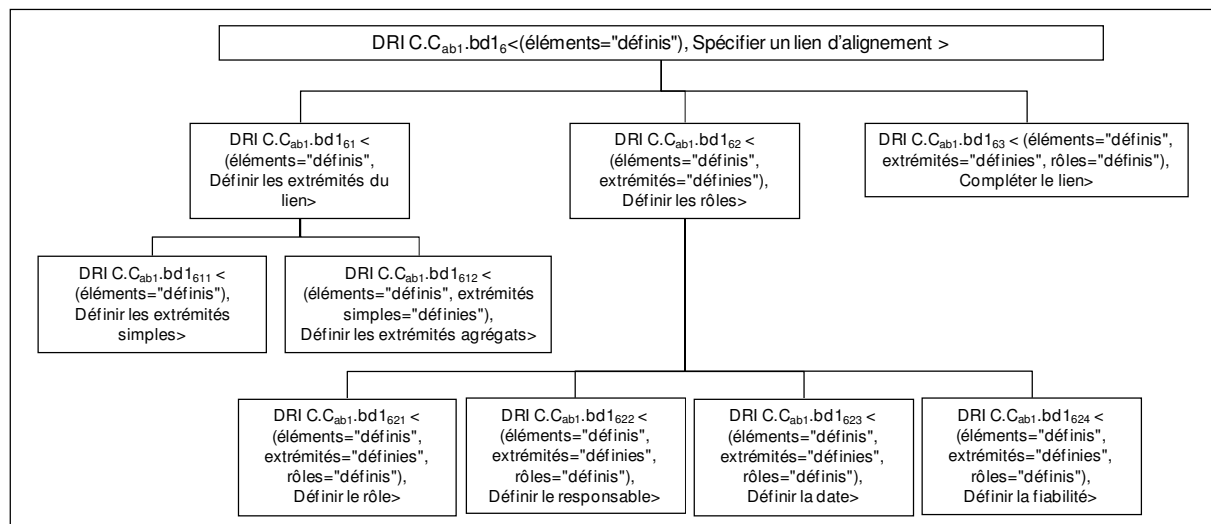 DRI C.Cab1.bd16<(éléments="définis"), Spécifier un lien d'alignement >
DRI C.Cab1.bd161 <
(éléments="définis",
Définir les extrémités du
lien>
DRI C.Cab1.bd162 <
(éléments="définis",
extrémités="définies"),
Définir les rôles>
DRI C.Cab1.bd163 < (éléments="définis",
extrémités="définies", rôles="définis"),
Compléter le lien>
DRI C.Cab1.bd1611 <
(éléments="définis"),
Définir les extrémités
simples>
DRI C.Cab1.bd1612 <
(éléments="définis", extrémités
simples="définies"),
Définir les extrémités agrégats>
DRI C.Cab1.bd1621 <
(éléments="définis",
extrémités="définies",
rôles="définis"),
Définir le rôle>
DRI C.Cab1.bd1622 <
(éléments="définis",
extrémités="définies",
rôles="définis"),
Définir le responsable>
DRI C.Cab1.bd1623 <
(éléments="définis",
extrémités="définies",
rôles="définis"),
Définir la date>
DRI C.Cab1.bd1624 <
(éléments="définis",
extrémités="définies",
rôles="définis"),
Définir la fiabilité>